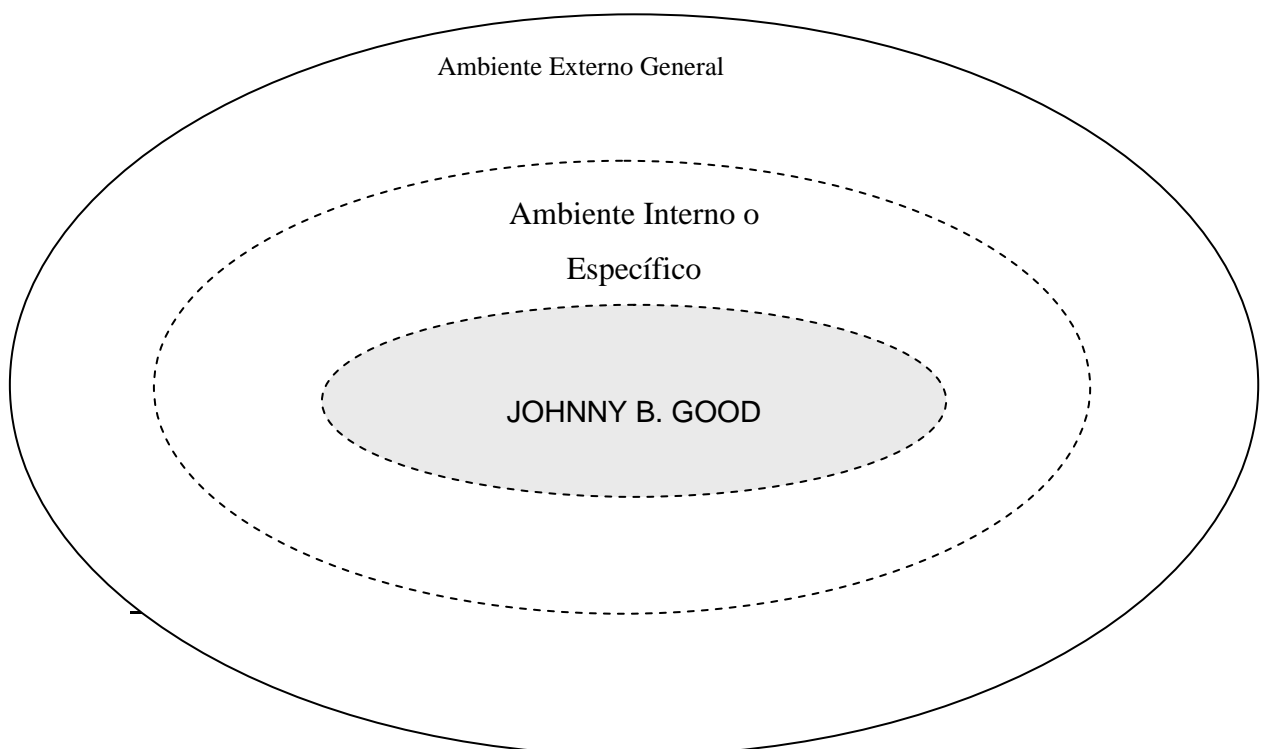 Ambiente Externo General
Ambiente Interno o
Específico
JOHNNY B. GOOD